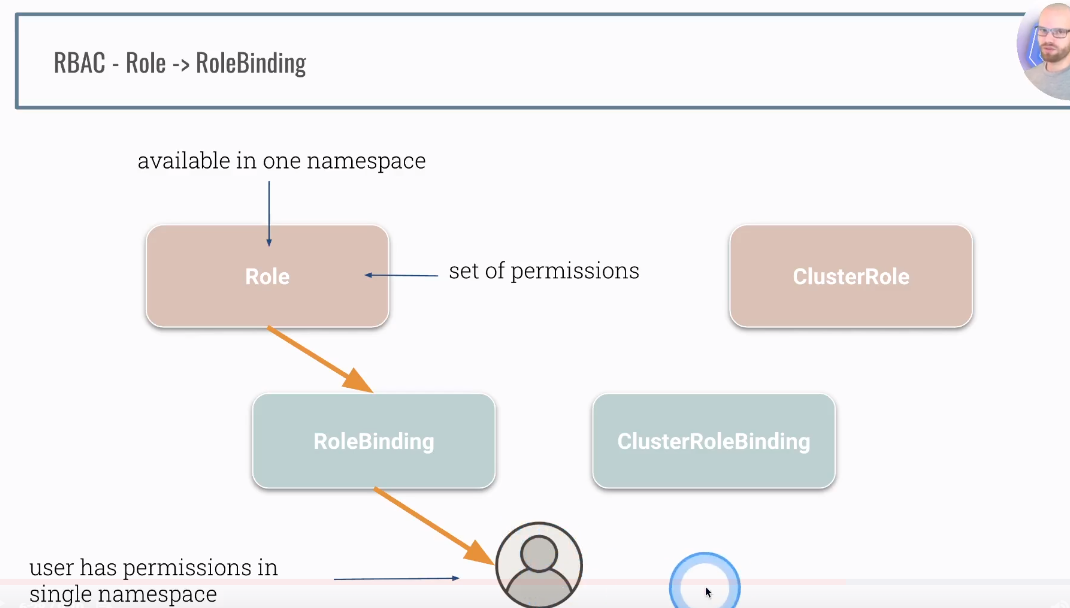 RBAC - Role -> RoleBinding
available in one namespace
Role
set of permissions
ClusterRole
RoleBinding
ClusterRoleBinding
user has permissions in
single namespace